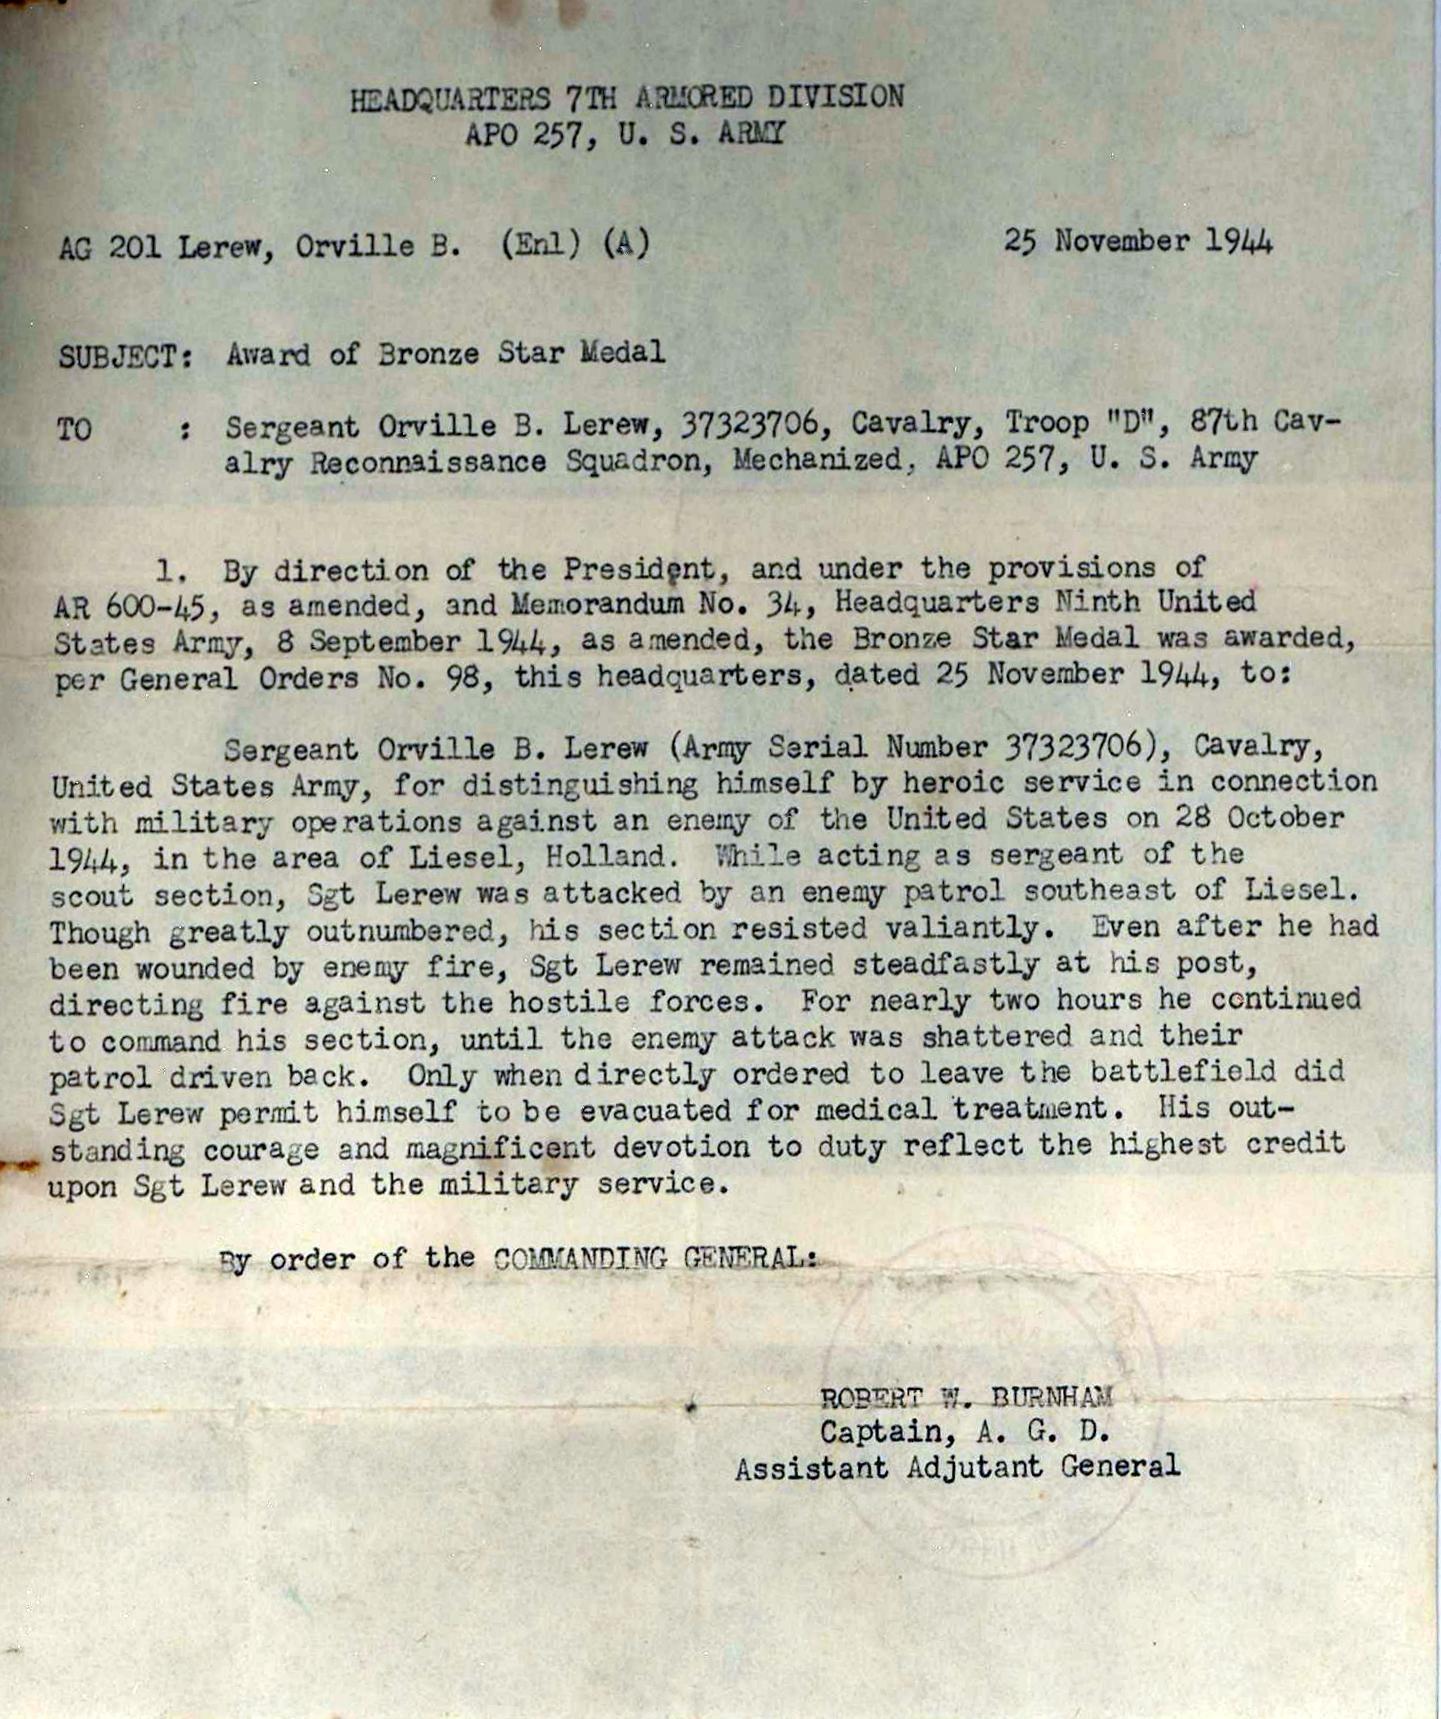 HEADQUARTERS 7TH ARMORED DIVISION
APO 257, U. S. ARMY
AG 201 Lerew, Orville B. (Enl) (A) 25 November 1944
SUBJECT: Award of Bronze Star Medal
TO : Sergeant Orville B. Lerew, 37323706, Cavalry, Troop "D", 87th Cav-
alry Reconnaissance Squadron, Mechanized, APO 257, U. S. Army
1. By direction of the President, and under the provisions of
AR 600-45, as amended, and Memorandum No. 34, Headquarters Ninth United
States Army, 8 September 1944, as amended, the Bronze Star Medal was awarded,
per General Orders No. 98, this headquarters, dated 25 November 1944, to:
Sergeant Orville B. Lerew (Army Serial Number 37323706), Cavalry,
United States Army, for distinguishing himself by heroic service in connection
with military operations against an enemy of the United States on 28 October
1944, in the area of Liesel, Holland. While acting as sergeant of the
scout section, Sgt Lerew was attacked by an enemy patrol southeast of Liesel.
Though greatly outnumbered, his section resisted valiantly. Even after he had
been wounded by enemy fire, Sgt Lerew remained steadfastly at his post,
directing fire against the hostile forces. For nearly two hours he continued
to command his section, until the enemy attack was shattered and their
patrol driven back. Only when directly ordered to leave the battlefield did
Sgt Lerew permit himself to be evacuated for medical treatment. His out-
standing courage and magnificent devotion to duty reflect the highest credit
upon Sgt Lerew and the military service.
By order of the COMMANDING GENERAL:
ROBERT W. BURNHAM
Captain, A. G. D.
Assistant Adjutant General